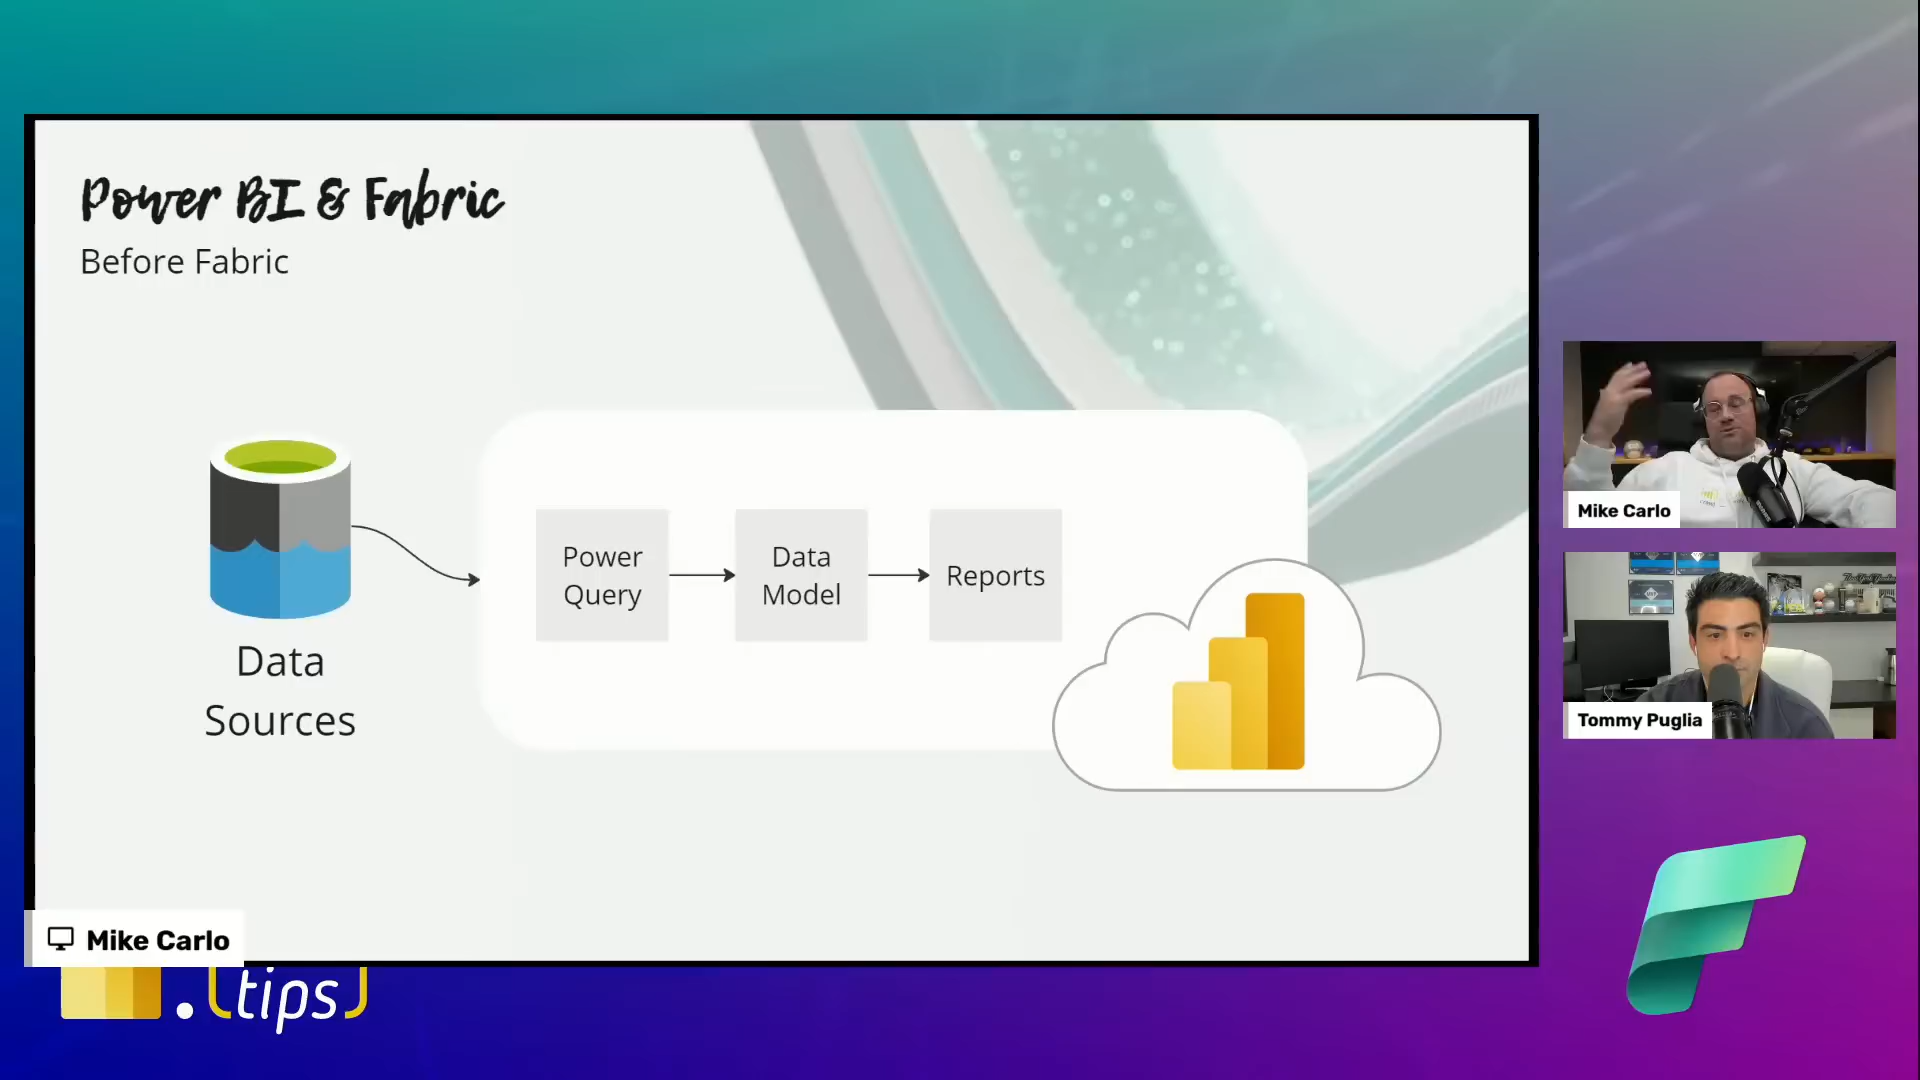 Power BI & Fabric
Before Fabric
Power
Query
Data
Model
Reports
Data
Sources
Mike Carlo
Tommy Puglia
Mike Carlo
tips